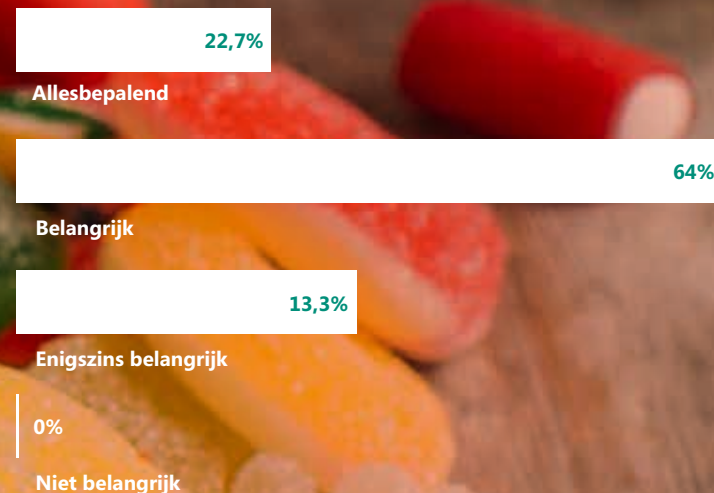 22,7%
Allesbepalend
64%
Belangrijk
13,3%
Enigszins belangrijk
0%
Niet belangrijk